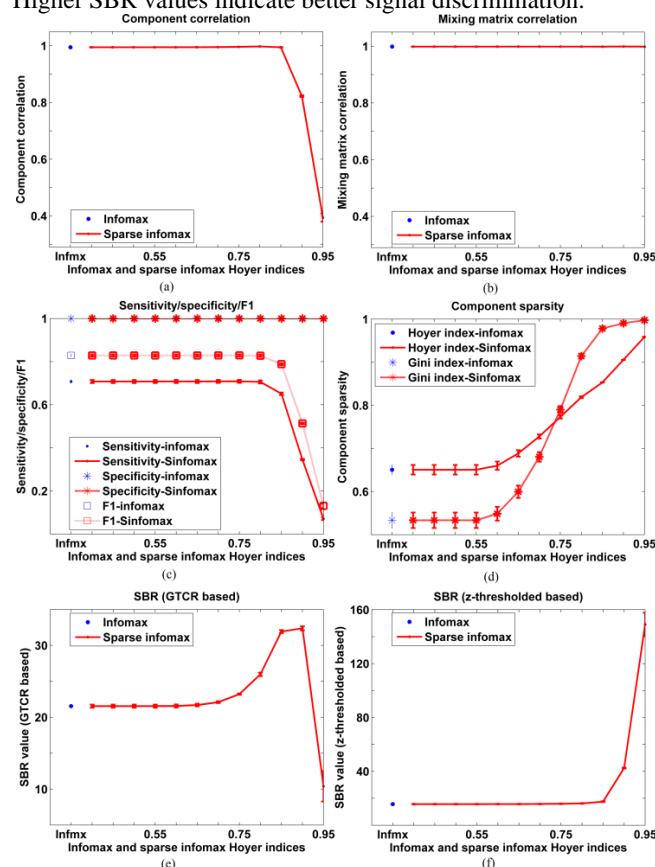 Higher SBR values indicate better signal discrimination.
Component correlation
Component correlation
1
0.8
0.6
0.4
Infomax
Sparse infomax
Infmx 0.55 0.75 0.95
Infomax and sparse infomax Hoyer indices
(a)
Mixing matrix correlation
Mixing matrix correlation
1
0.8
0.6
0.4
Infomax
Sparse infomax
Infmx 0.55 0.75 0.95
Infomax and sparse infomax Hoyer indices
(b)
Sensitivity/specificity/F1
Sensitivity/specificity/F1
1
0.6
0.2
Sensitivity-infomax
Sensitivity-Sinfomax
Specificity-infomax
Specificity-Sinfomax
F1-infomax
F1-Sinfomax
Infmx 0.55 0.75 0.95
Infomax and sparse infomax Hoyer indices
(c)
Component sparsity
Component sparsity
1
0.8
0.6
Hoyer index-infomax
Hoyer index-Sinfomax
Gini index-infomax
Gini index-Sinfomax
Infmx 0.55 0.75 0.95
Infomax and sparse infomax Hoyer indices
(d)
SBR (GTCR based)
SBR value (GTCR based)
30
20
10
Infomax
Sparse infomax
Infmx 0.55 0.75 0.95
Infomax and sparse infomax Hoyer indices
(e)
SBR (z-thresholded based)
SBR value (z-thresholded based)
160
120
80
40
Infomax
Sparse infomax
Infmx 0.55 0.75 0.95
Infomax and sparse infomax Hoyer indices
(f)